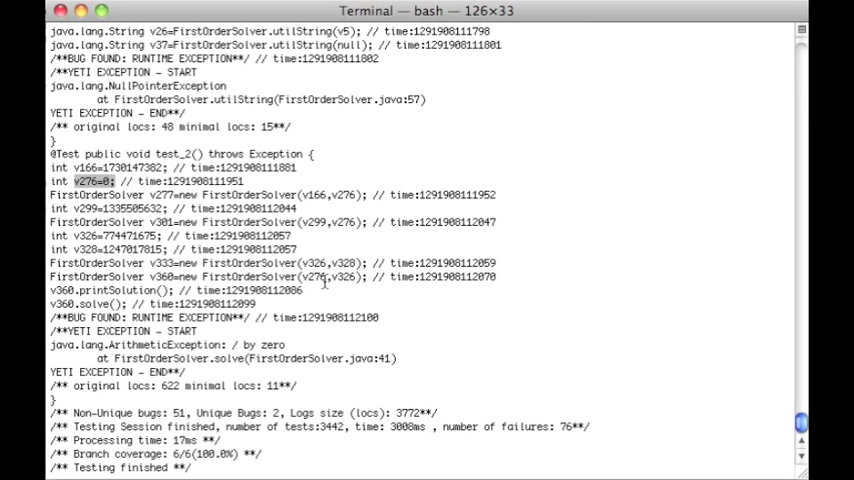 Terminal — bash — 126×33
java.lang.String v26=FirstOrderSolver.utilString(v5); // time:1291908111798
java.lang.String v37=FirstOrderSolver.utilString(null); // time:1291908111801
/**BUG FOUND: RUNTIME EXCEPTION**/ // time:1291908111802
/**YETI EXCEPTION - START
java.lang.NullPointerException
at FirstOrderSolver.utilString(FirstOrderSolver.java:57)
YETI EXCEPTION - END**/
/** original locs: 48 minimal locs: 15**/
}
@Test public void test_2() throws Exception {
int v166=1730147382; // time:1291908111881
int v276=0; // time:1291908111951
FirstOrderSolver v277=new FirstOrderSolver(v166,v276); // time:1291908111952
int v299=1335505632; // time:1291908112044
FirstOrderSolver v301=new FirstOrderSolver(v299,v276); // time:1291908112047
int v326=774471675; // time:1291908112057
int v328=1247017815; // time:1291908112057
FirstOrderSolver v333=new FirstOrderSolver(v326,v328); // time:1291908112059
FirstOrderSolver v360=new FirstOrderSolver(v276,v326); // time:1291908112070
v360.printSolution(); // time:1291908112086
v360.solve(); // time:1291908112099
/**BUG FOUND: RUNTIME EXCEPTION**/ // time:1291908112100
/**YETI EXCEPTION - START
java.lang.ArithmeticException: / by zero
at FirstOrderSolver.solve(FirstOrderSolver.java:41)
YETI EXCEPTION - END**/
/** original locs: 622 minimal locs: 11**/
}
/** Non-Unique bugs: 51, Unique Bugs: 2, Logs size (locs): 3772**/
/** Testing Session finished, number of tests:3442, time: 3008ms , number of failures: 76**/
/** Processing time: 17ms **/
/** Branch coverage: 6/6(100.0%) **/
/** Testing finished **/